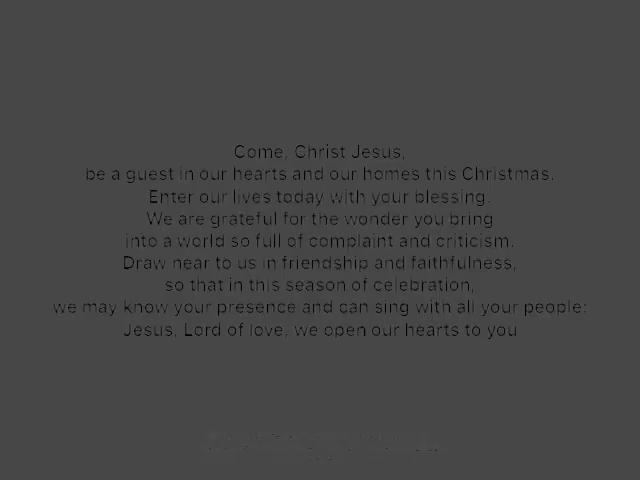 Come, Christ Jesus,
be a guest in our hearts and our homes this Christmas.
Enter our lives today with your blessing.
We are grateful for the wonder you bring
into a world so full of complaint and criticism.
Draw near to us in friendship and faithfulness,
so that in this season of celebration,
we may know your presence and can sing with all your people:
Jesus, Lord of love, we open our hearts to you